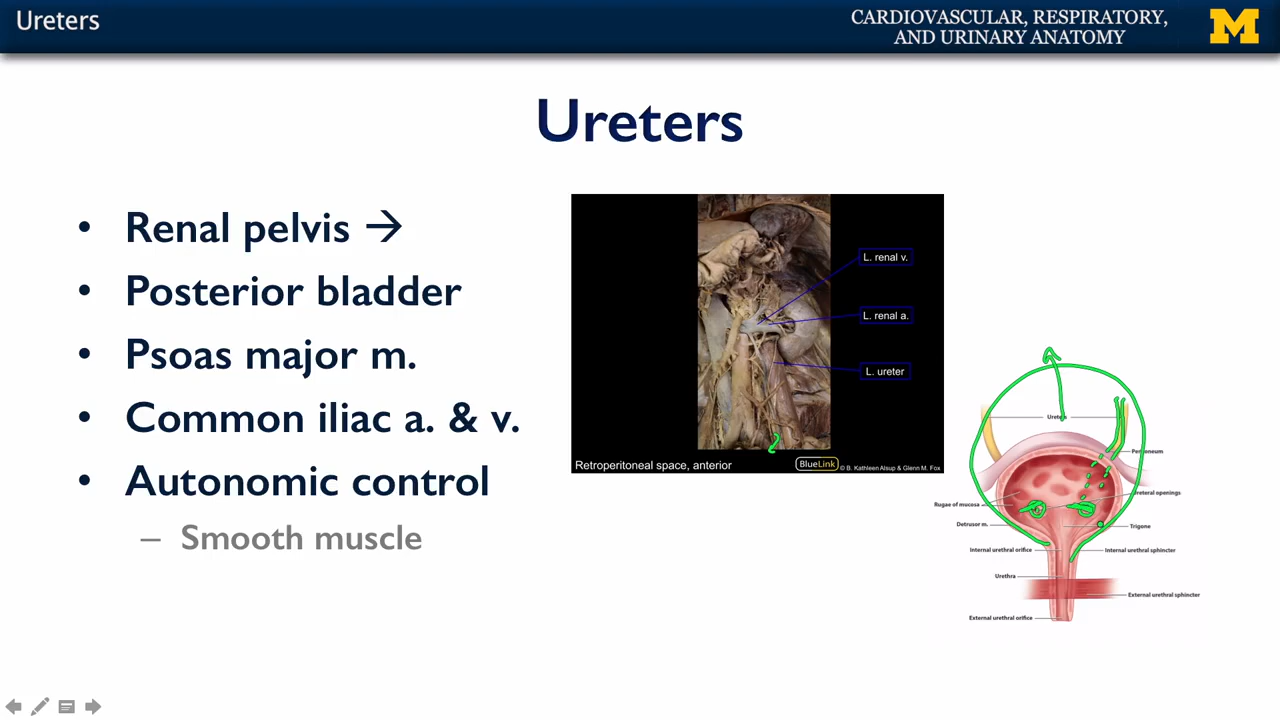 Ureters
CARDIOVASCULAR, RESPIRATORY,
AND URINARY ANATOMY
M
Ureters
• Renal pelvis →
• Posterior bladder
• Psoas major m.
• Common iliac a. & v.
• Autonomic control
– Smooth muscle
L. renal v.
L. renal a.
L. ureter
Retroperitoneal space, anterior
BlueLink
© B. Kathleen Alsup & Glenn M. Fox
Rugae of mucosa
Ureteral openings
Detrusor m.
Trigone
Internal urethral orifice
Internal urethral sphincter
Urethra
External urethral sphincter
External urethral orifice